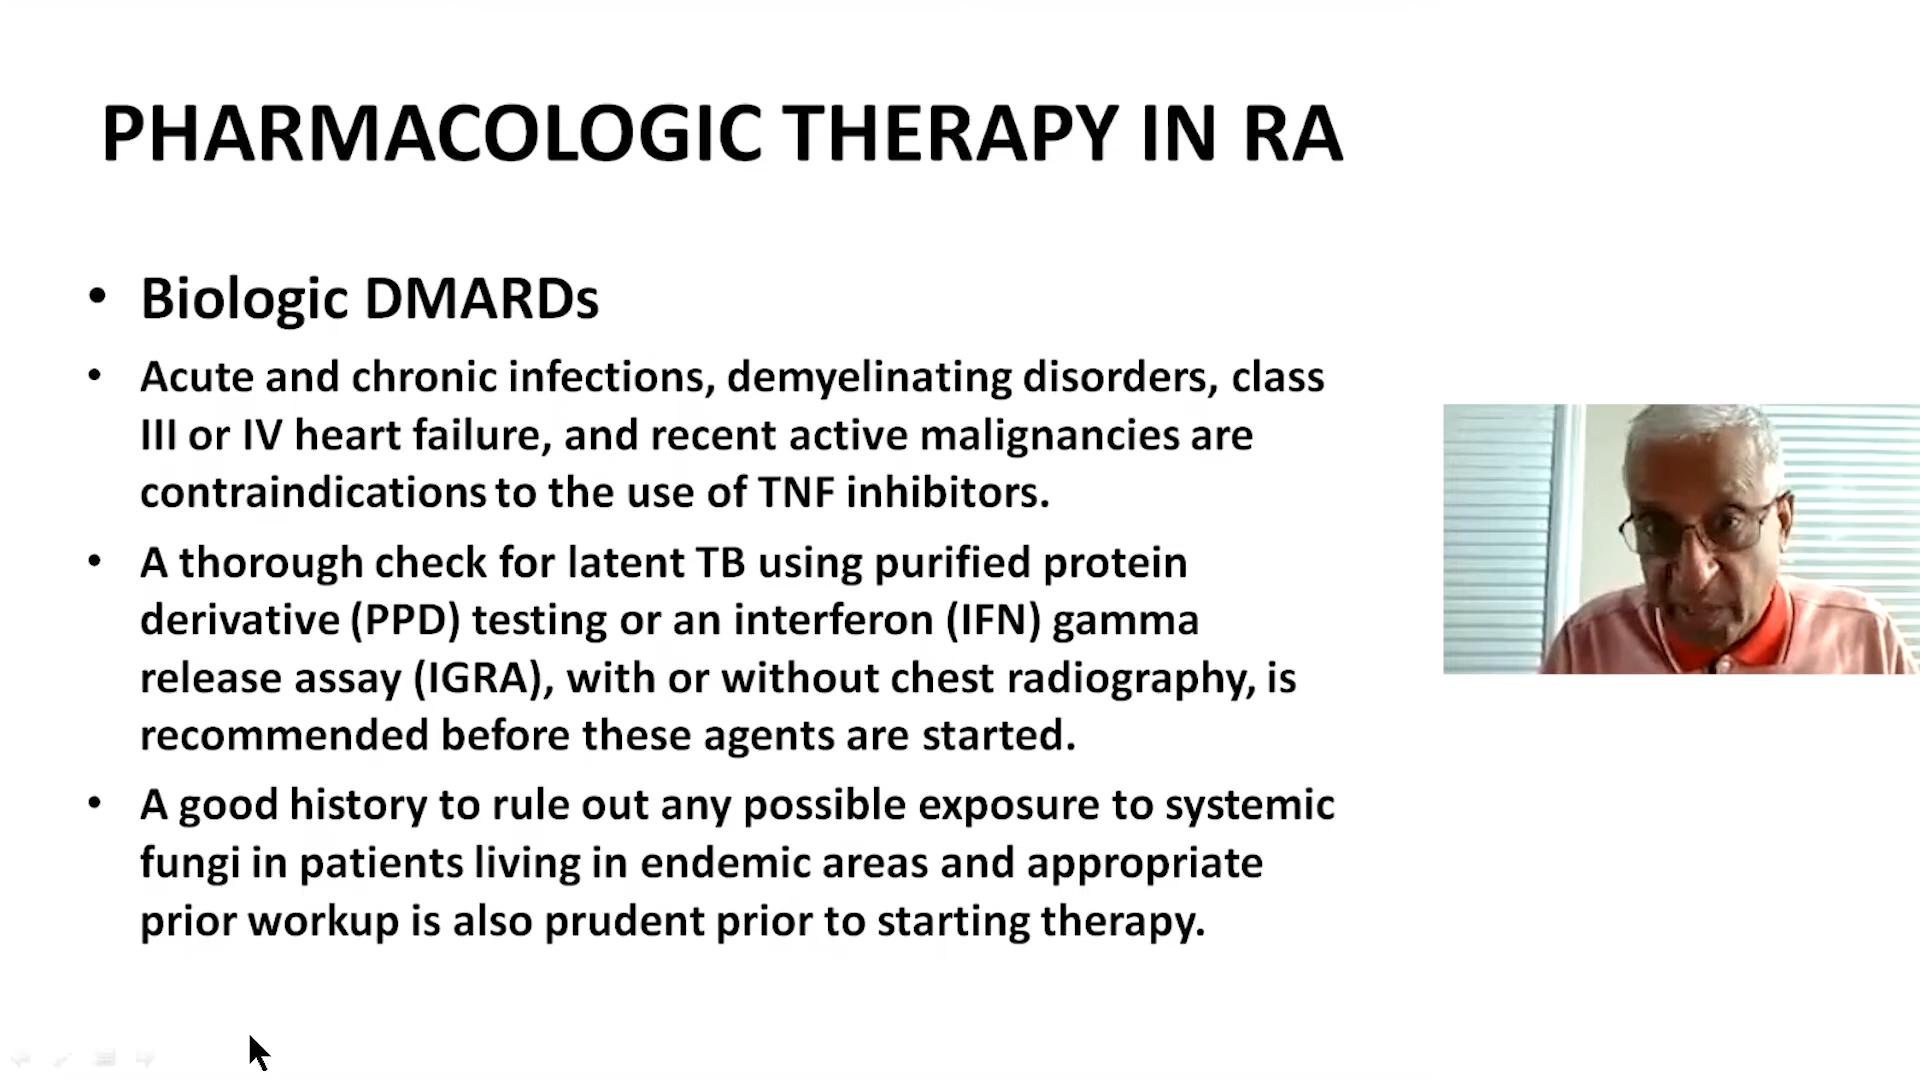 PHARMACOLOGIC THERAPY IN RA
• Biologic DMARDs
• Acute and chronic infections, demyelinating disorders, class
III or IV heart failure, and recent active malignancies are
contraindications to the use of TNF inhibitors.
• A thorough check for latent TB using purified protein
derivative (PPD) testing or an interferon (IFN) gamma
release assay (IGRA), with or without chest radiography, is
recommended before these agents are started.
• A good history to rule out any possible exposure to systemic
fungi in patients living in endemic areas and appropriate
prior workup is also prudent prior to starting therapy.